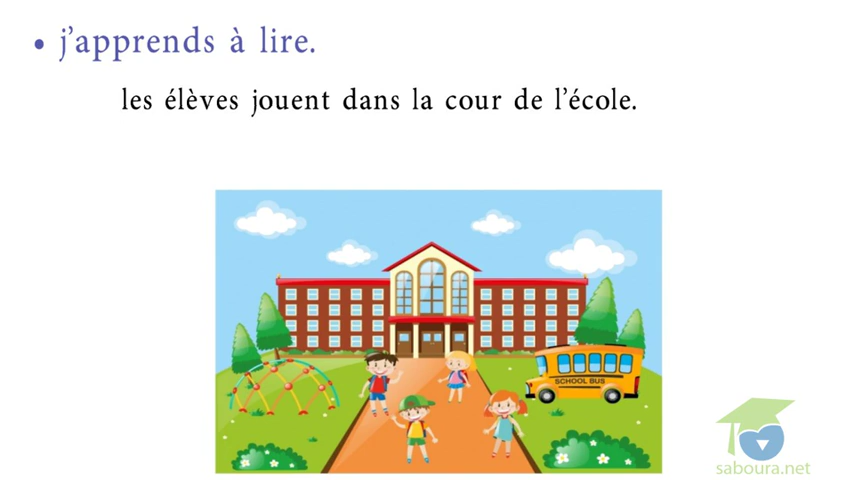 • j’apprends à lire.
les élèves jouent dans la cour de l’école.
SCHOOL BUS
saboura.net